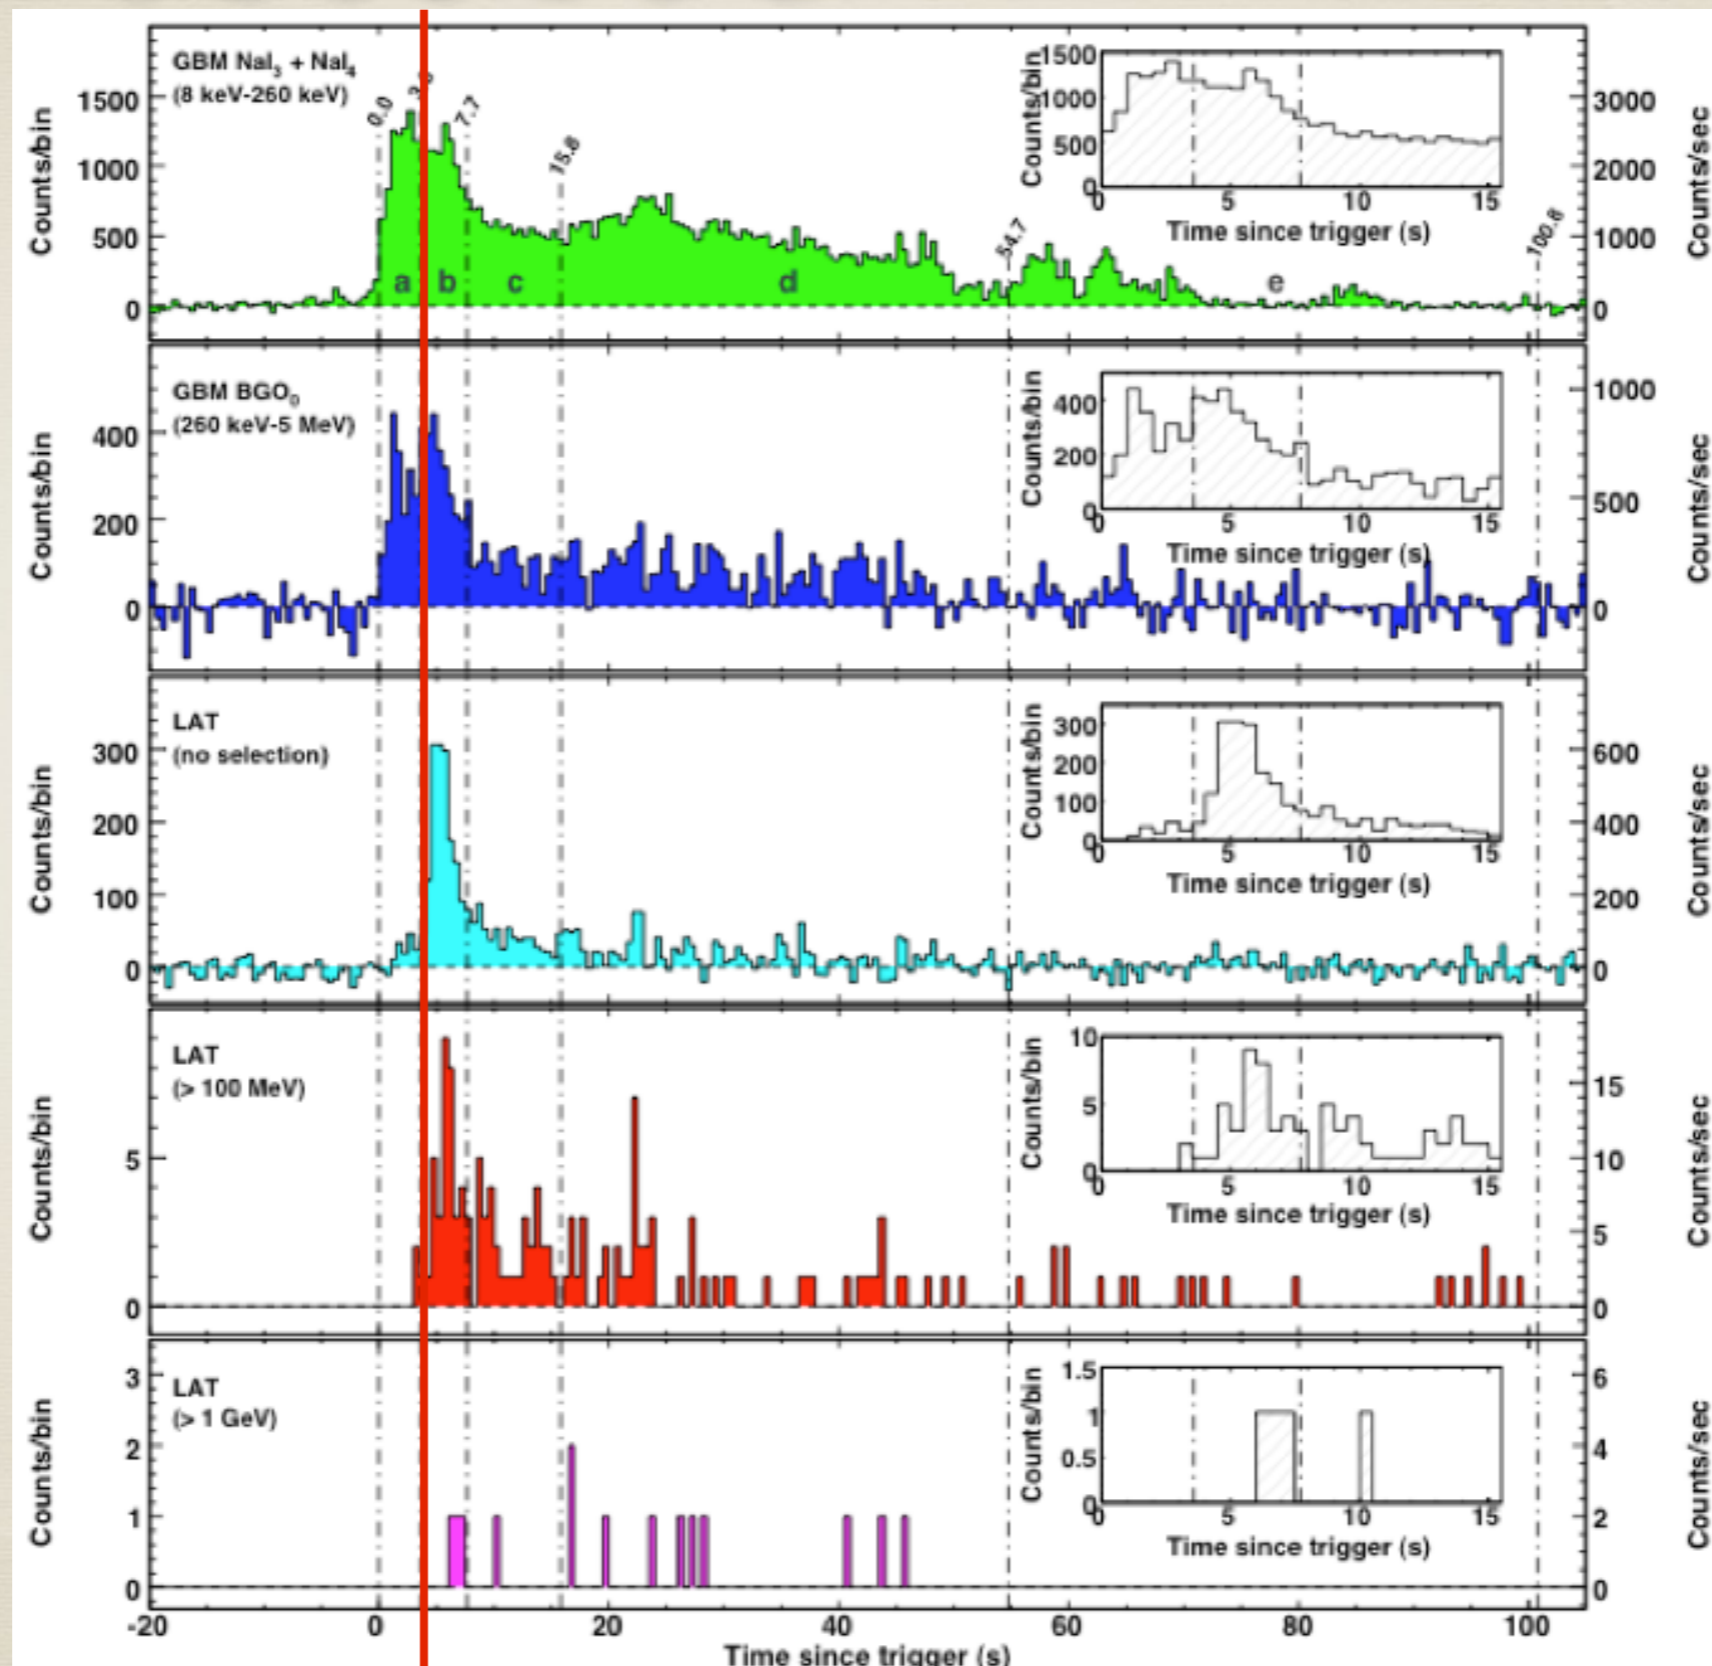 GBM NaI3 + NaI4
(8 keV-260 keV)
Counts/bin
1500
1000
500
0
0.0
7.7
15.8
54.7
100.8
a b c d e
3000
2000
1000
0
Counts/sec
Counts/bin
1500
1000
500
0
0 5 10 15
Time since trigger (s)
GBM BGO0
(260 keV-5 MeV)
Counts/bin
400
200
0
1000
500
0
Counts/sec
Counts/bin
400
200
0
0 5 10 15
Time since trigger (s)
LAT
(no selection)
Counts/bin
300
200
100
0
600
400
200
0
Counts/sec
Counts/bin
300
200
100
0
0 5 10 15
Time since trigger (s)
LAT
(> 100 MeV)
Counts/bin
5
0
15
10
5
0
Counts/sec
Counts/bin
10
5
0
0 5 10 15
Time since trigger (s)
LAT
(> 1 GeV)
Counts/bin
3
2
1
0
6
4
2
0
Counts/sec
Counts/bin
1.5
1
0.5
0
0 5 10 15
Time since trigger (s)
-20 0 20 40 60 80 100
Time since trigger (s)